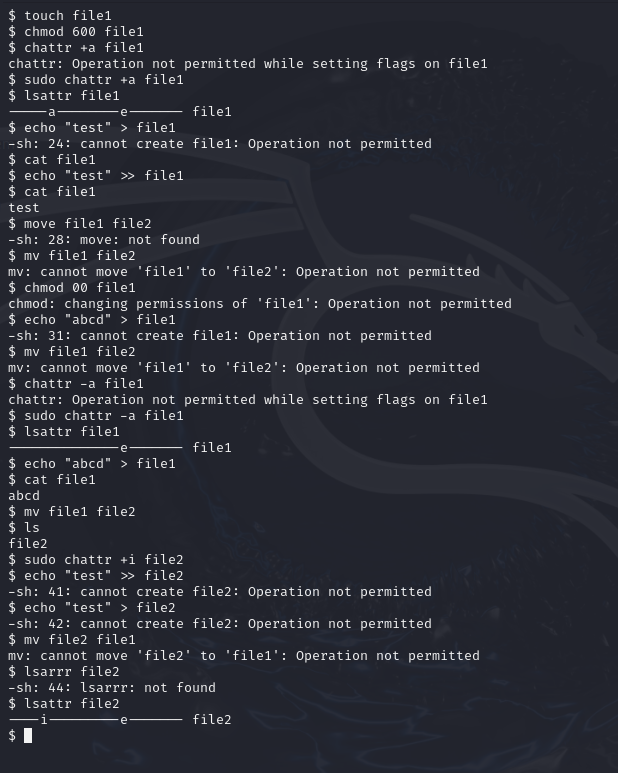 $ touch file1
$ chmod 600 file1
$ chattr +a file1
chattr: Operation not permitted while setting flags on file1
$ sudo chattr +a file1
$ lsattr file1
-----a--------e------- file1
$ echo "test" > file1
-sh: 24: cannot create file1: Operation not permitted
$ cat file1
$ echo "test" >> file1
$ cat file1
test
$ move file1 file2
-sh: 28: move: not found
$ mv file1 file2
mv: cannot move 'file1' to 'file2': Operation not permitted
$ chmod 00 file1
chmod: changing permissions of 'file1': Operation not permitted
$ echo "abcd" > file1
-sh: 31: cannot create file1: Operation not permitted
$ mv file1 file2
mv: cannot move 'file1' to 'file2': Operation not permitted
$ chattr -a file1
chattr: Operation not permitted while setting flags on file1
$ sudo chattr -a file1
$ lsattr file1
--------------e------- file1
$ echo "abcd" > file1
$ cat file1
abcd
$ mv file1 file2
$ ls
file2
$ sudo chattr +i file2
$ echo "test" >> file2
-sh: 41: cannot create file2: Operation not permitted
$ echo "test" > file2
-sh: 42: cannot create file2: Operation not permitted
$ mv file2 file1
mv: cannot move 'file2' to 'file1': Operation not permitted
$ lsarrr file2
-sh: 44: lsarrr: not found
$ lsattr file2
----i---------e------- file2
$